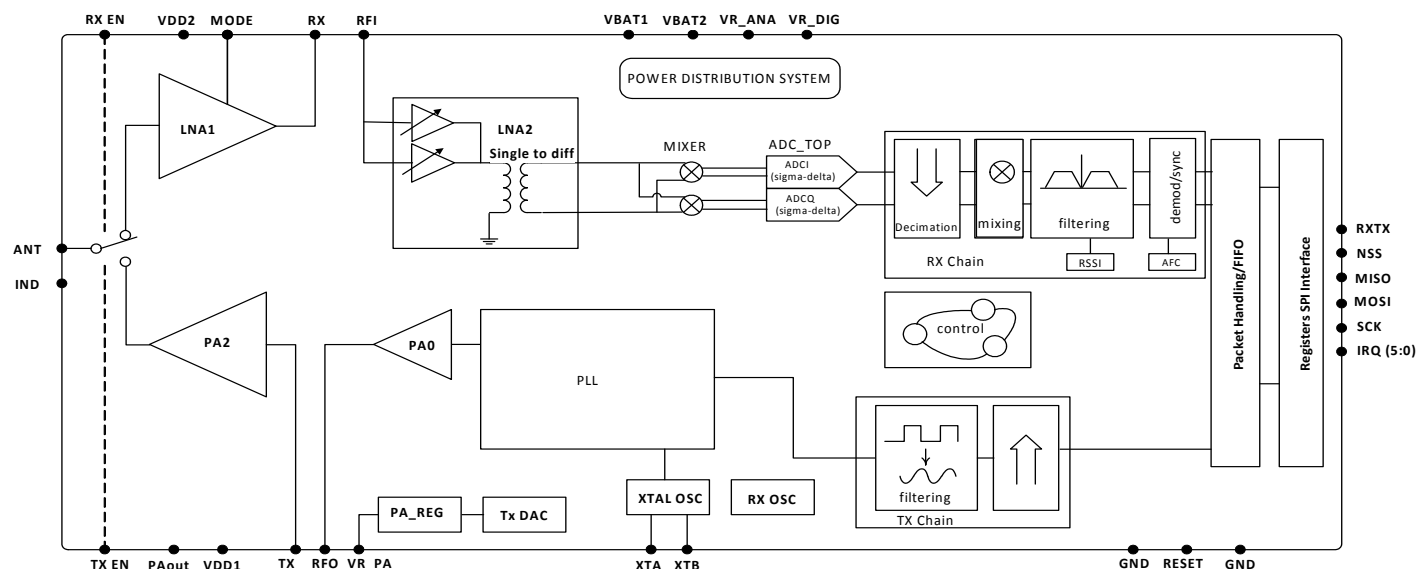 RX EN
VDD2
MODE
RX
RFI
VBAT1
VBAT2
VR_ANA
VR_DIG
POWER DISTRIBUTION SYSTEM
LNA1
LNA2
Single to diff
MIXER
ADC_TOP
ADCI
(sigma-delta)
ADCQ
(sigma-delta)
Decimation
mixing
filtering
demod/sync
RSSI
AFC
RX Chain
Packet Handling/FIFO
Registers SPI Interface
ANT
IND
RXTX
NSS
MISO
MOSI
SCK
IRQ (5:0)
PA2
PA0
PLL
control
filtering
TX Chain
XTAL OSC
RX OSC
PA_REG
Tx DAC
TX EN
PAout
VDD1
TX
RFO
VR PA
XTA
XTB
GND
RESET
GND